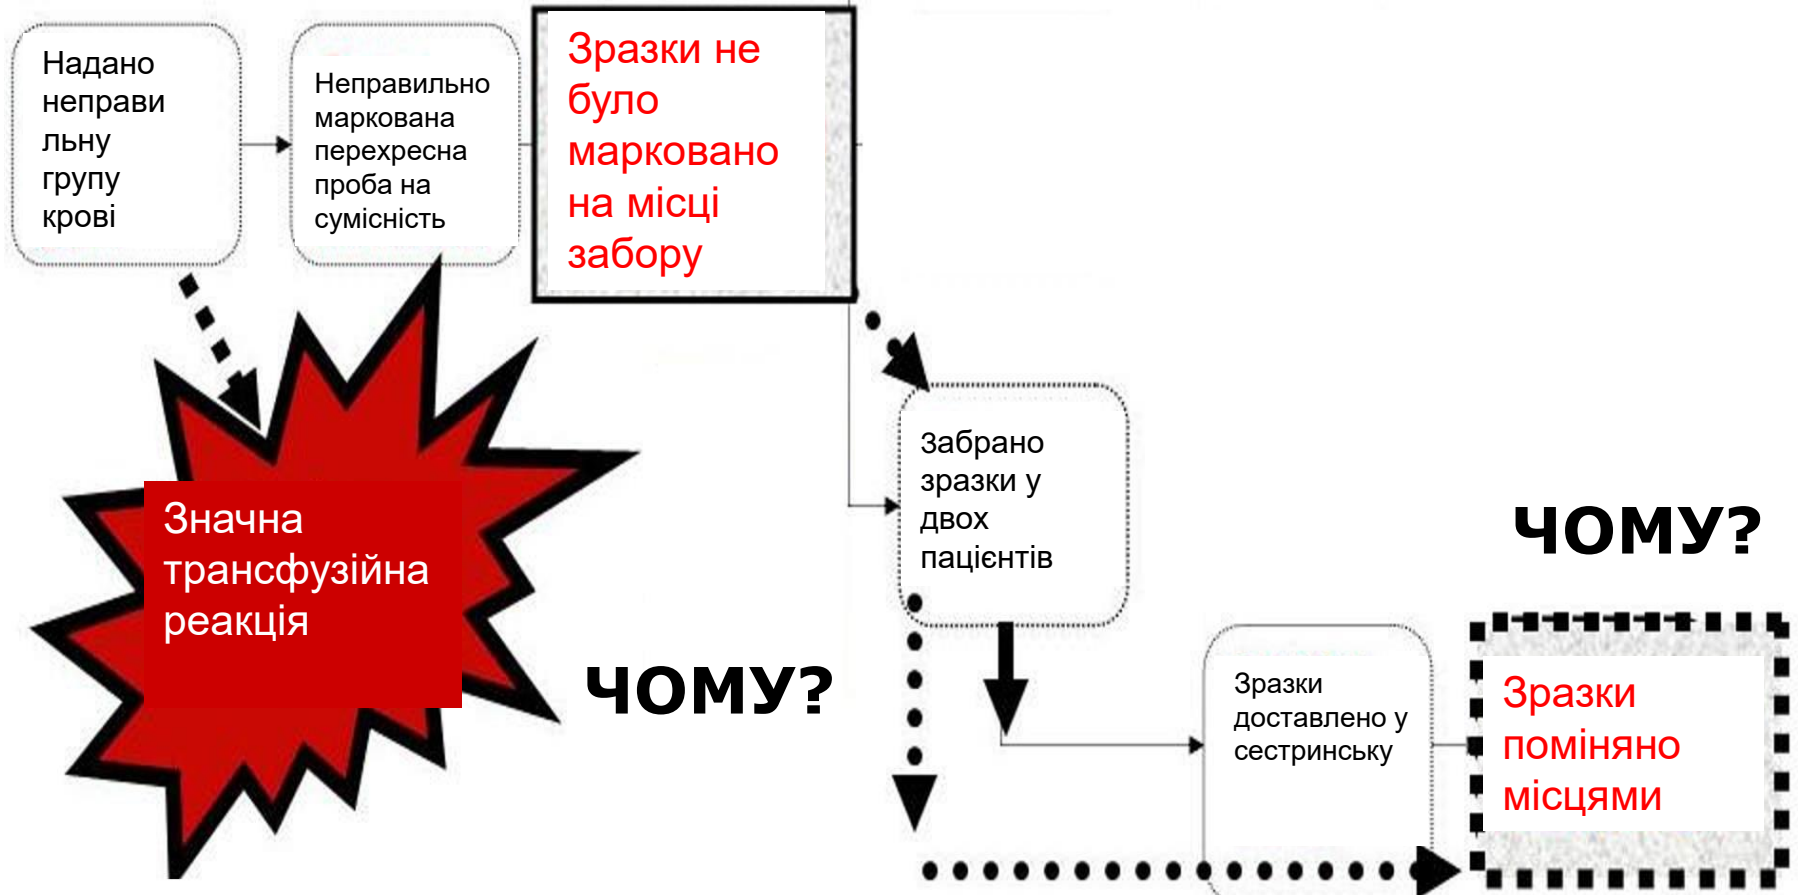 Надано
неправи
льну
групу
крові
Неправильно
маркована
перехресна
проба на
сумісність
Зразки не
було
марковано
на місці
забору
Значна
трансфузійна
реакція
ЧОМУ?
Забрано
зразки у
двох
пацієнтів
Зразки
доставлено у
сестринську
ЧОМУ?
Зразки
поміняно
місцями